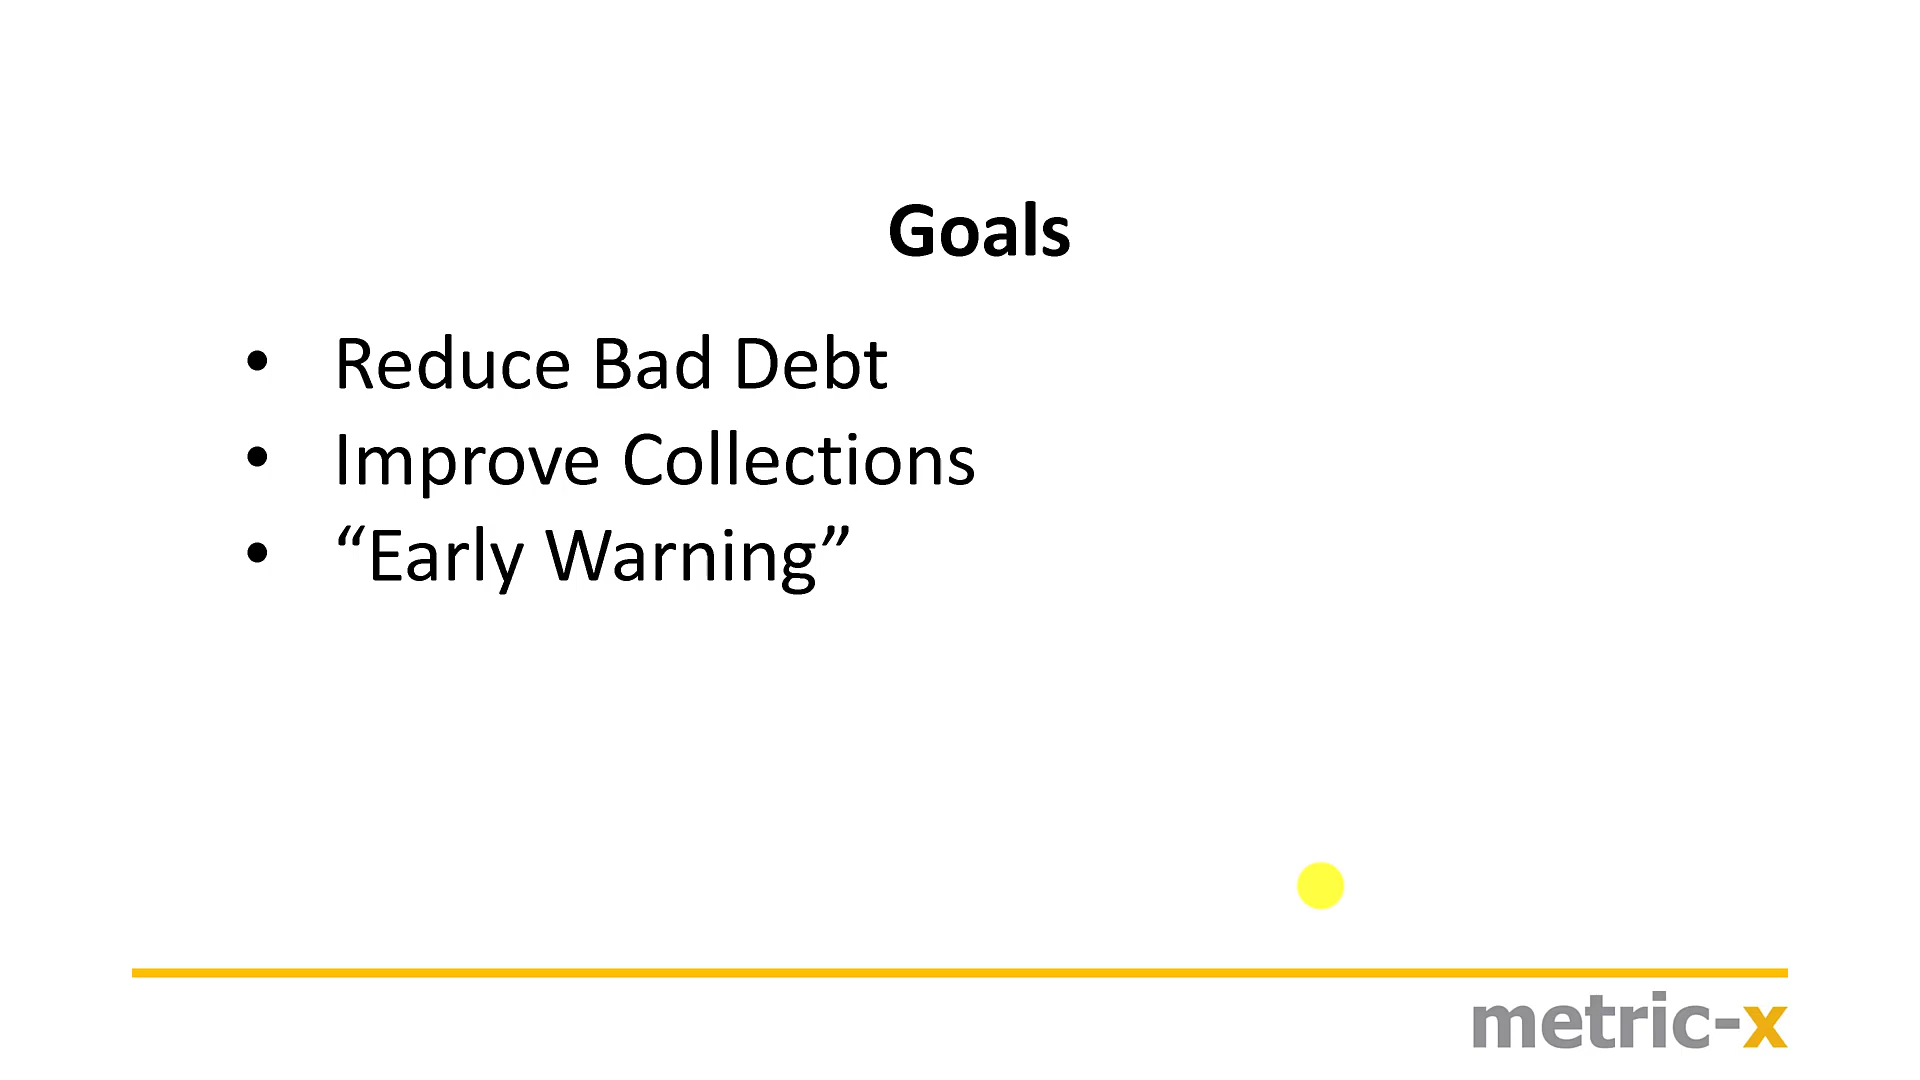 Goals
• Reduce Bad Debt
• Improve Collections
• “Early Warning”
metric-x